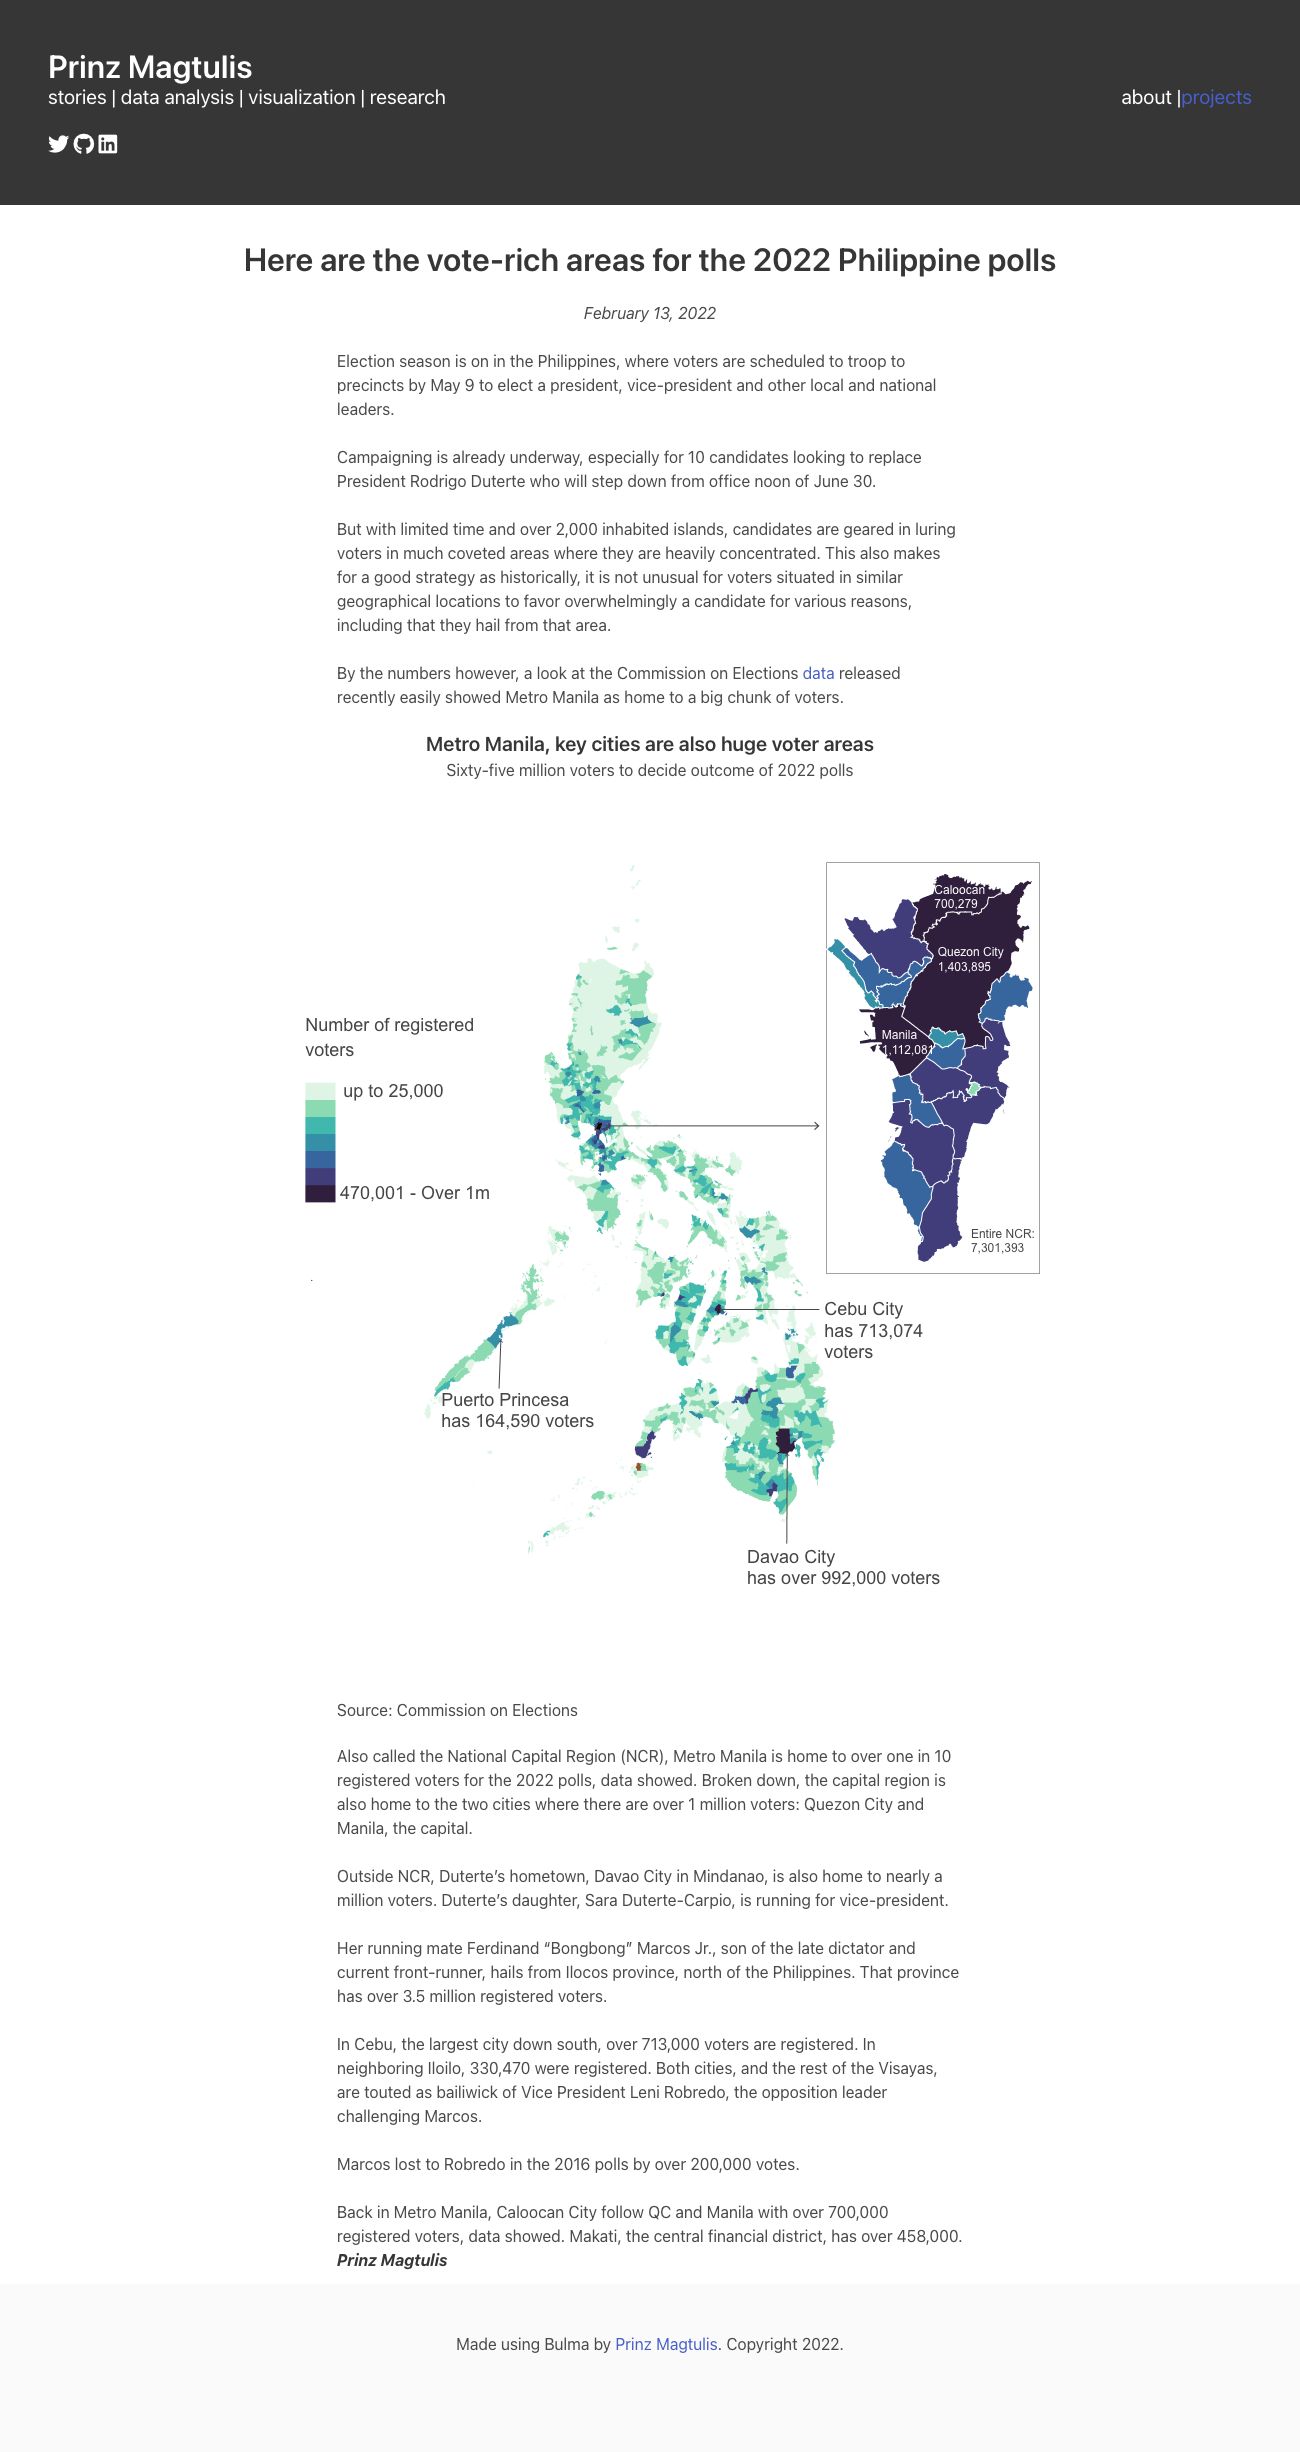 Prinz Magtulis
stories | data analysis | visualization | research
about |projects
Here are the vote-rich areas for the 2022 Philippine polls
February 13, 2022
Election season is on in the Philippines, where voters are scheduled to troop to
precincts by May 9 to elect a president, vice-president and other local and national
leaders.
Campaigning is already underway, especially for 10 candidates looking to replace
President Rodrigo Duterte who will step down from office noon of June 30.
But with limited time and over 2,000 inhabited islands, candidates are geared in luring
voters in much coveted areas where they are heavily concentrated. This also makes
for a good strategy as historically, it is not unusual for voters situated in similar
geographical locations to favor overwhelmingly a candidate for various reasons,
including that they hail from that area.
By the numbers however, a look at the Commission on Elections data released
recently easily showed Metro Manila as home to a big chunk of voters.
Metro Manila, key cities are also huge voter areas
Sixty-five million voters to decide outcome of 2022 polls
Caloocan
700,279
Quezon City
1,403,895
Manila
1,112,081
Entire NCR:
7,301,393
Number of registered
voters
up to 25,000
470,001 - Over 1m
Cebu City
has 713,074
voters
Puerto Princesa
has 164,590 voters
Davao City
has over 992,000 voters
Source: Commission on Elections
Also called the National Capital Region (NCR), Metro Manila is home to over one in 10
registered voters for the 2022 polls, data showed. Broken down, the capital region is
also home to the two cities where there are over 1 million voters: Quezon City and
Manila, the capital.
Outside NCR, Duterte’s hometown, Davao City in Mindanao, is also home to nearly a
million voters. Duterte’s daughter, Sara Duterte-Carpio, is running for vice-president.
Her running mate Ferdinand “Bongbong” Marcos Jr., son of the late dictator and
current front-runner, hails from Ilocos province, north of the Philippines. That province
has over 3.5 million registered voters.
In Cebu, the largest city down south, over 713,000 voters are registered. In
neighboring Iloilo, 330,470 were registered. Both cities, and the rest of the Visayas,
are touted as bailiwick of Vice President Leni Robredo, the opposition leader
challenging Marcos.
Marcos lost to Robredo in the 2016 polls by over 200,000 votes.
Back in Metro Manila, Caloocan City follow QC and Manila with over 700,000
registered voters, data showed. Makati, the central financial district, has over 458,000.
Prinz Magtulis
Made using Bulma by Prinz Magtulis. Copyright 2022.